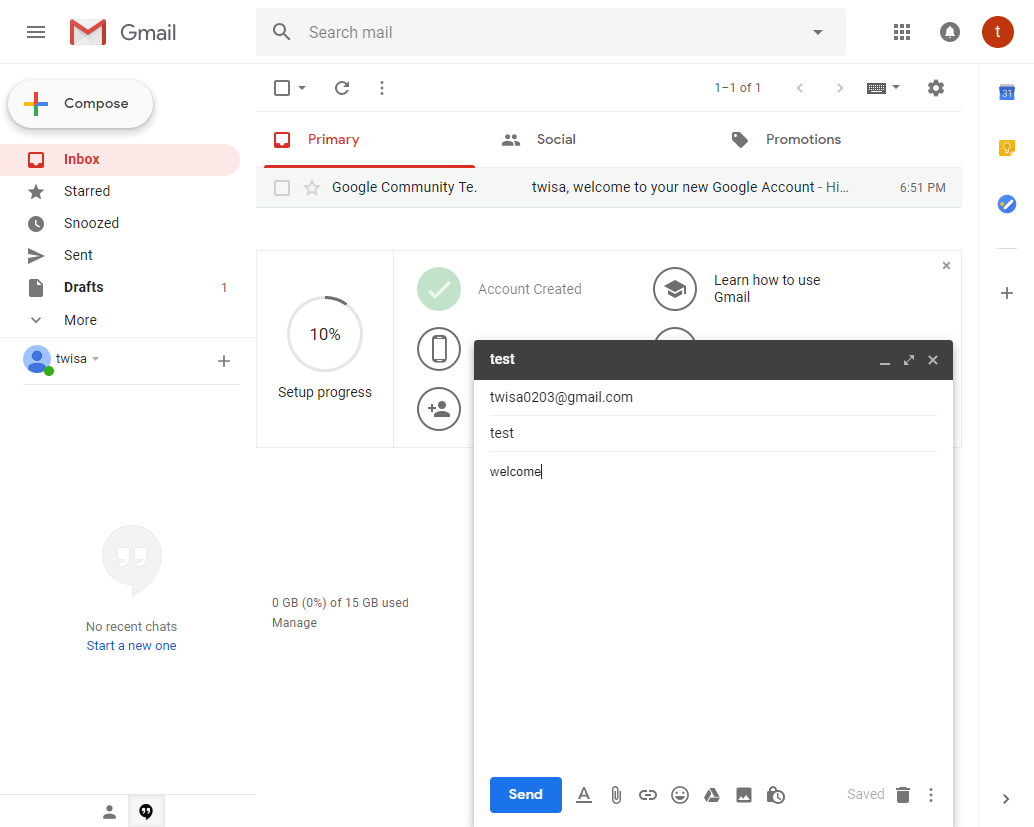 Gmail
Search mail
t
Compose
1–1 of 1
31
Inbox
Primary
Social
Promotions
Starred
Google Community Te.
twisa, welcome to your new Google Account - Hi…
6:51 PM
Snoozed
Sent
Drafts
1
More
twisa
10%
Setup progress
Account Created
Learn how to use
Gmail
test
twisa0203@gmail.com
test
welcome
No recent chats
Start a new one
0 GB (0%) of 15 GB used
Manage
Send
Saved